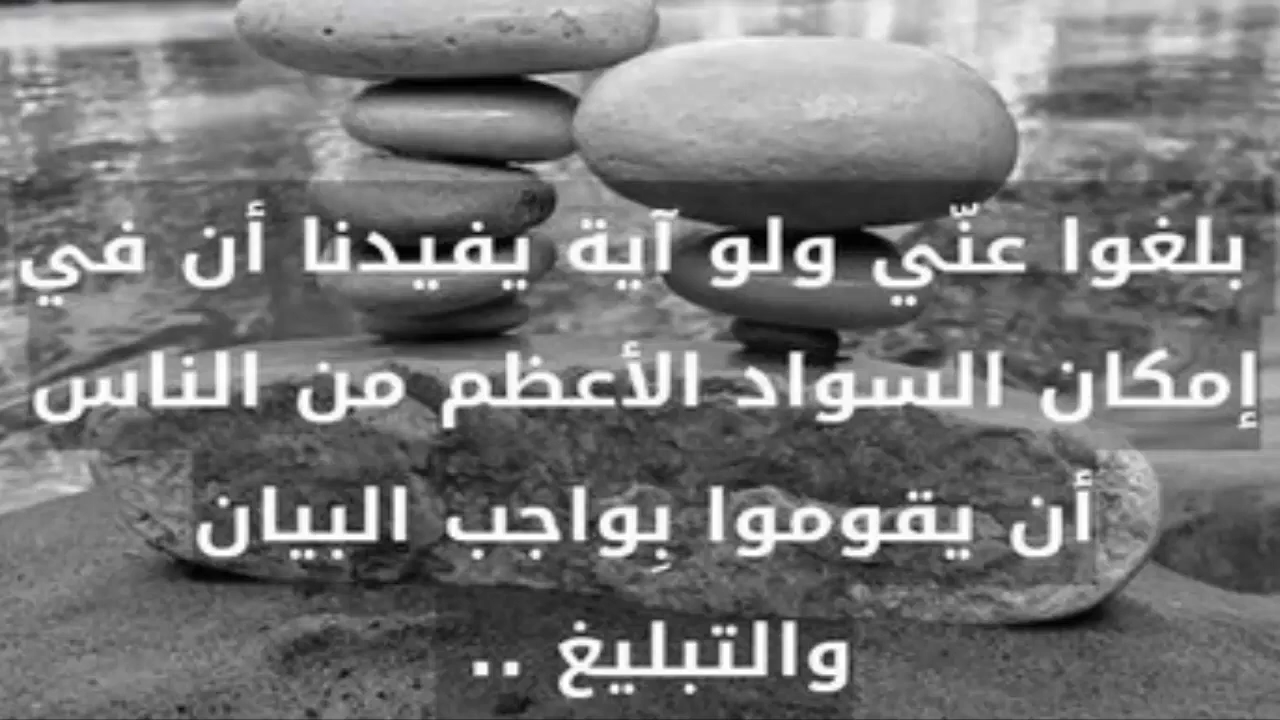 بلغوا عنّي ولو آية يفيدنا أن في
إمكان السواد الأعظم من الناس
أن يقوموا بِواجب البيان
والتبليغ ..